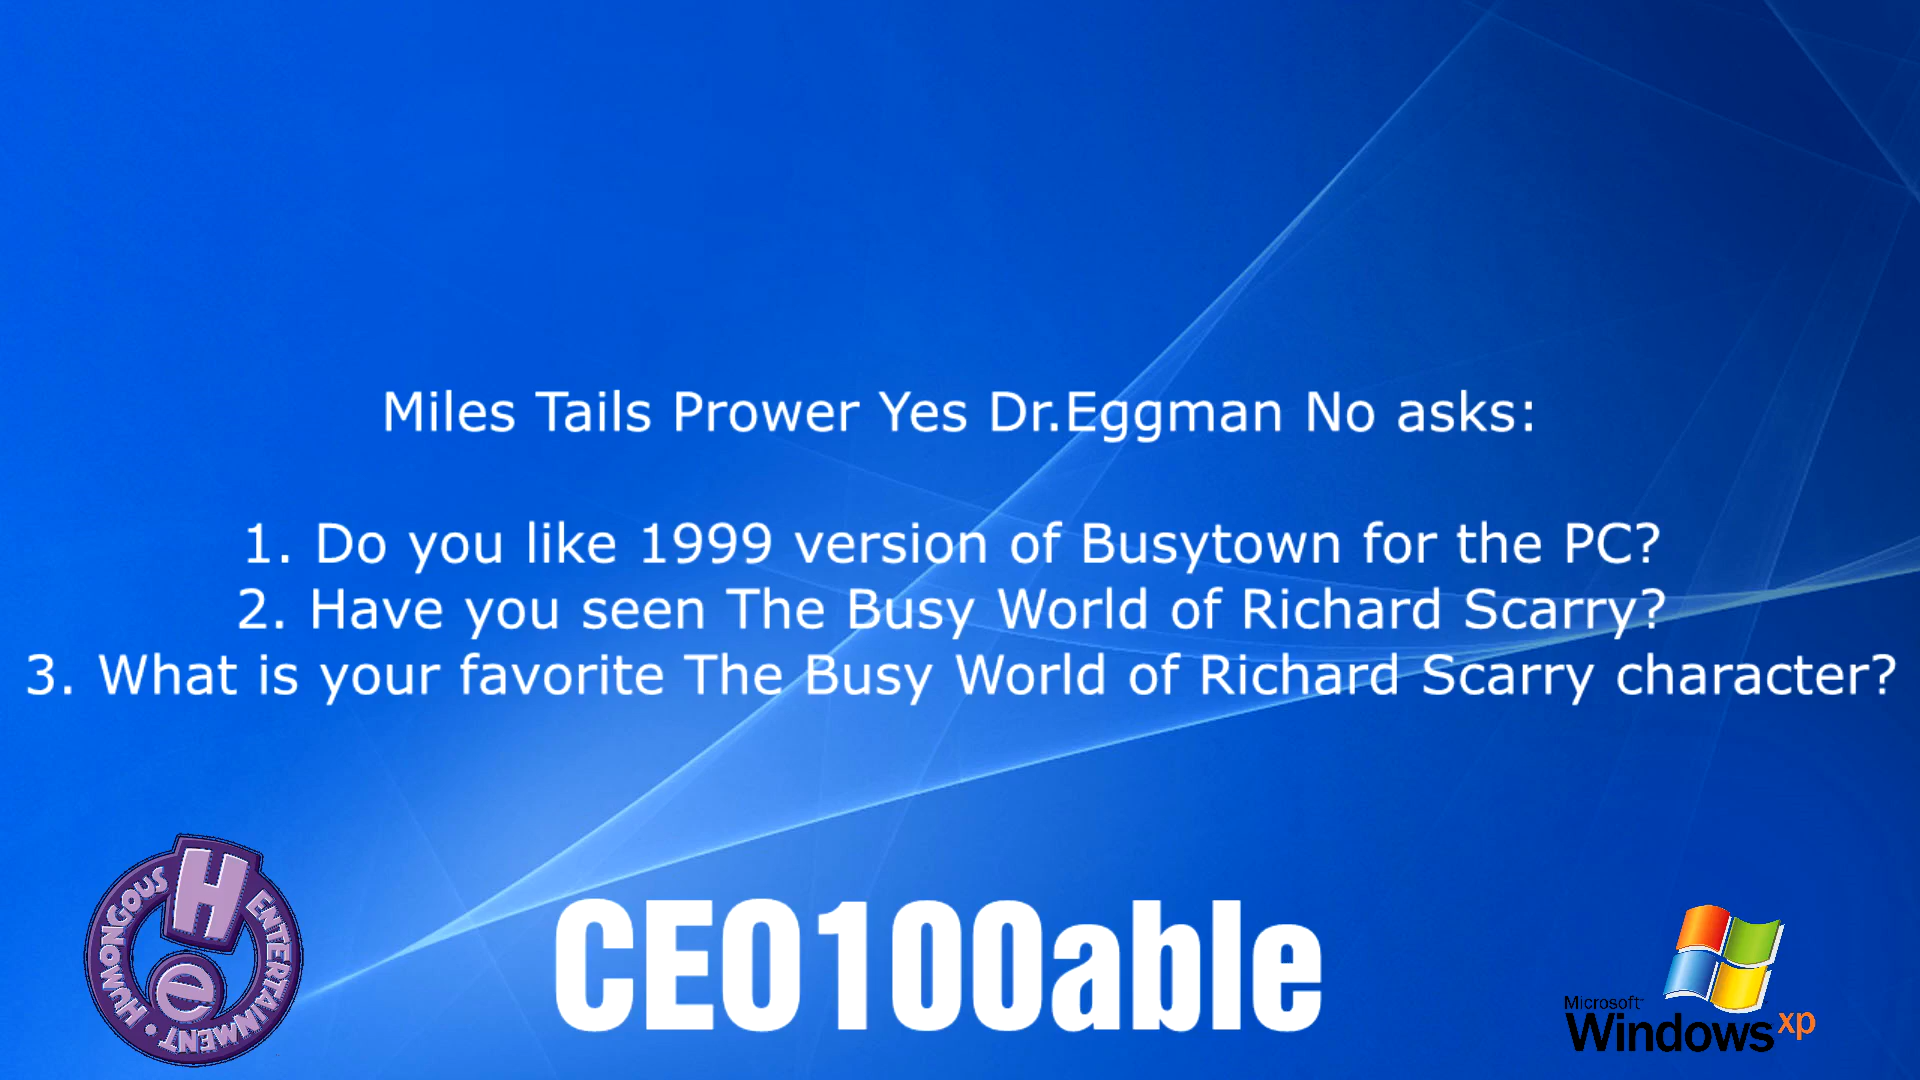 Miles Tails Prower Yes Dr.Eggman No asks:
1. Do you like 1999 version of Busytown for the PC?
2. Have you seen The Busy World of Richard Scarry?
3. What is your favorite The Busy World of Richard Scarry character?
HUMONGOUS
H
ENTERTAINMENT
e
CEO100able
Microsoft
Windows xp